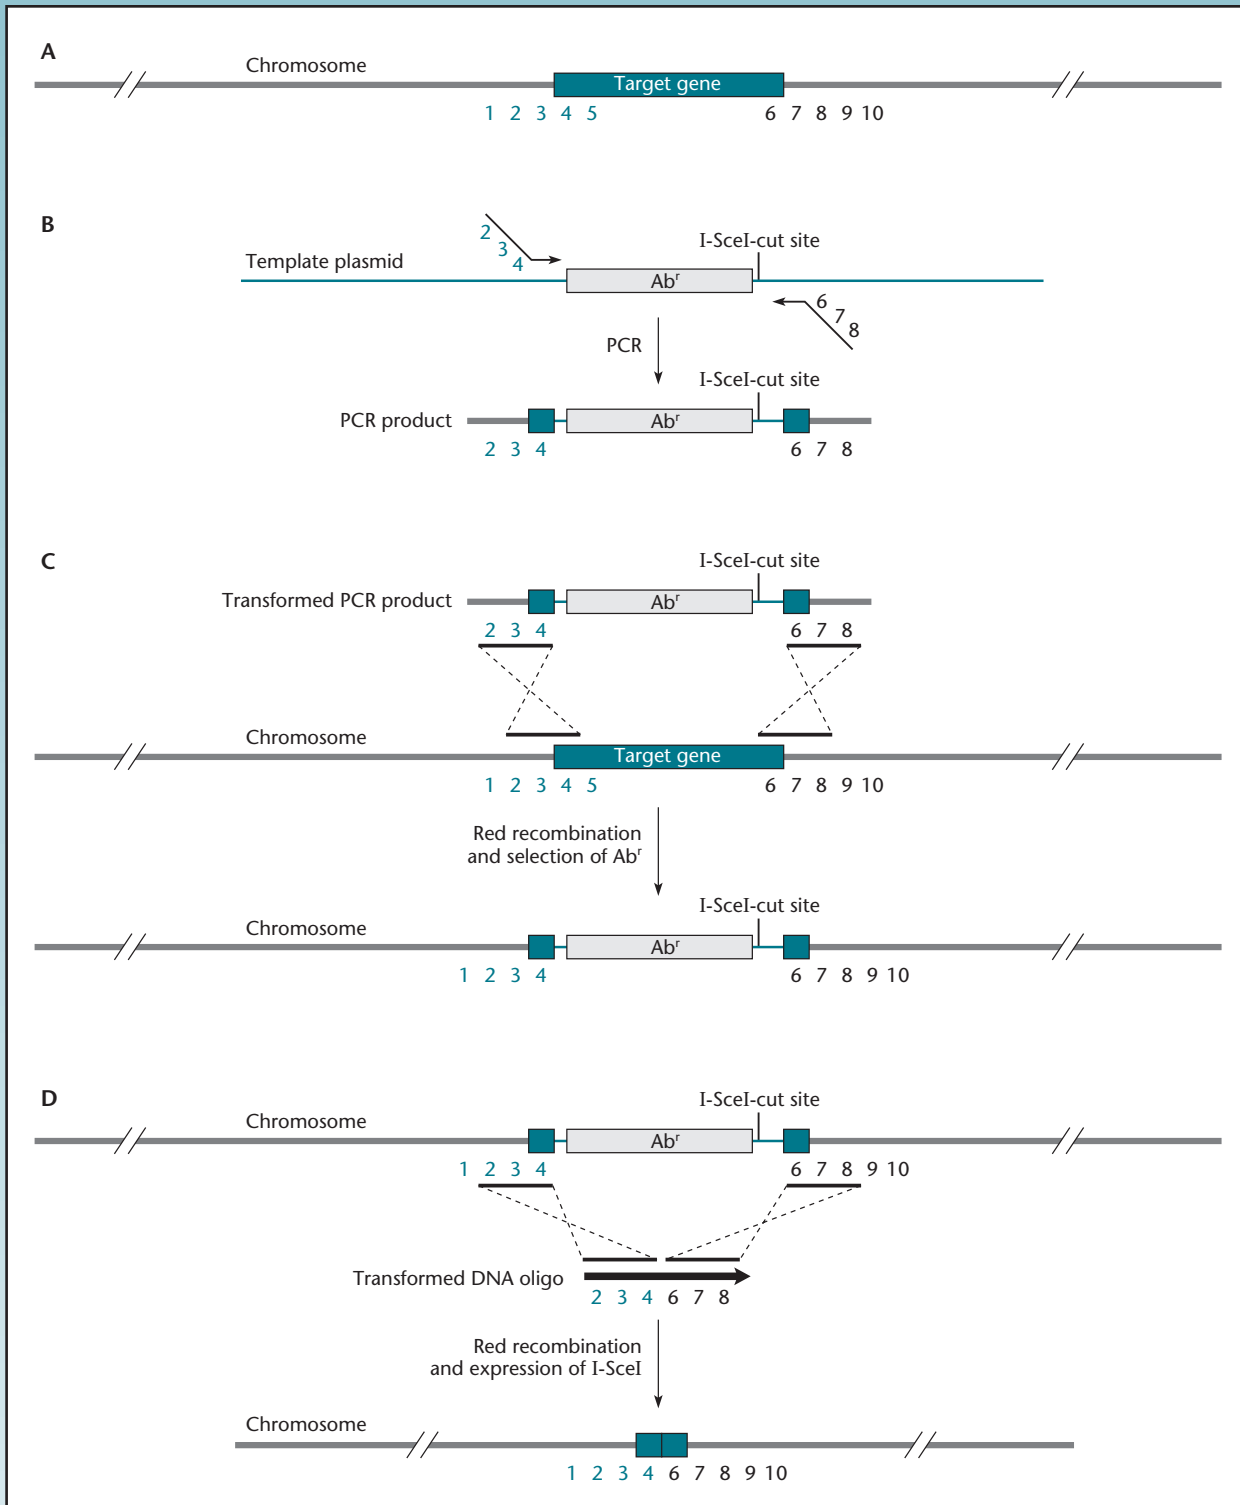 A
Chromosome
Target gene
1 2 3 4 5 6 7 8 9 10
B
2
3
4
I-SceI-cut site
Template plasmid
Abʳ
6
7
8
PCR
I-SceI-cut site
PCR product
Abʳ
2 3 4 6 7 8
C
I-SceI-cut site
Transformed PCR product
Abʳ
2 3 4 6 7 8
Chromosome
Target gene
1 2 3 4 5 6 7 8 9 10
Red recombination
and selection of Abʳ
I-SceI-cut site
Chromosome
Abʳ
1 2 3 4 6 7 8 9 10
D
I-SceI-cut site
Chromosome
Abʳ
1 2 3 4 6 7 8 9 10
Transformed DNA oligo
2 3 4 6 7 8
Red recombination
and expression of I-SceI
Chromosome
1 2 3 4 6 7 8 9 10